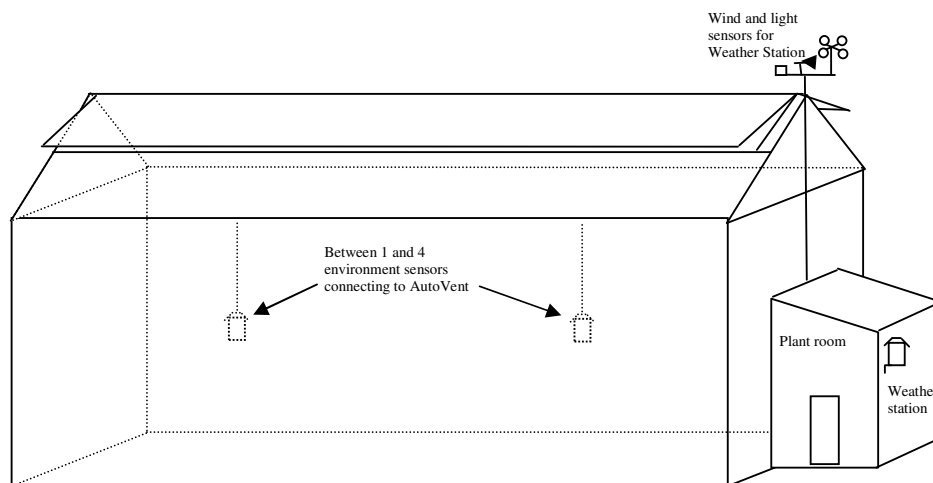 Wind and light
sensors for
Weather Station
Between 1 and 4
environment sensors
connecting to AutoVent
Plant room
Weathe
station